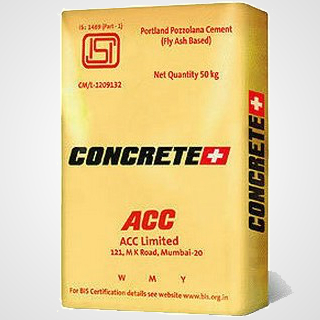 IS: 1489 (Part - 1)
ISI
CM/L-1209132
Portland Pozzolana Cement
(Fly Ash Based)
Net Quantity 50 kg
CONCRETE+
CONCRETE+
ACC
ACC Limited
121, M K Road, Mumbai-20
W M Y
For BIS Certification details see website www.bis.org.in